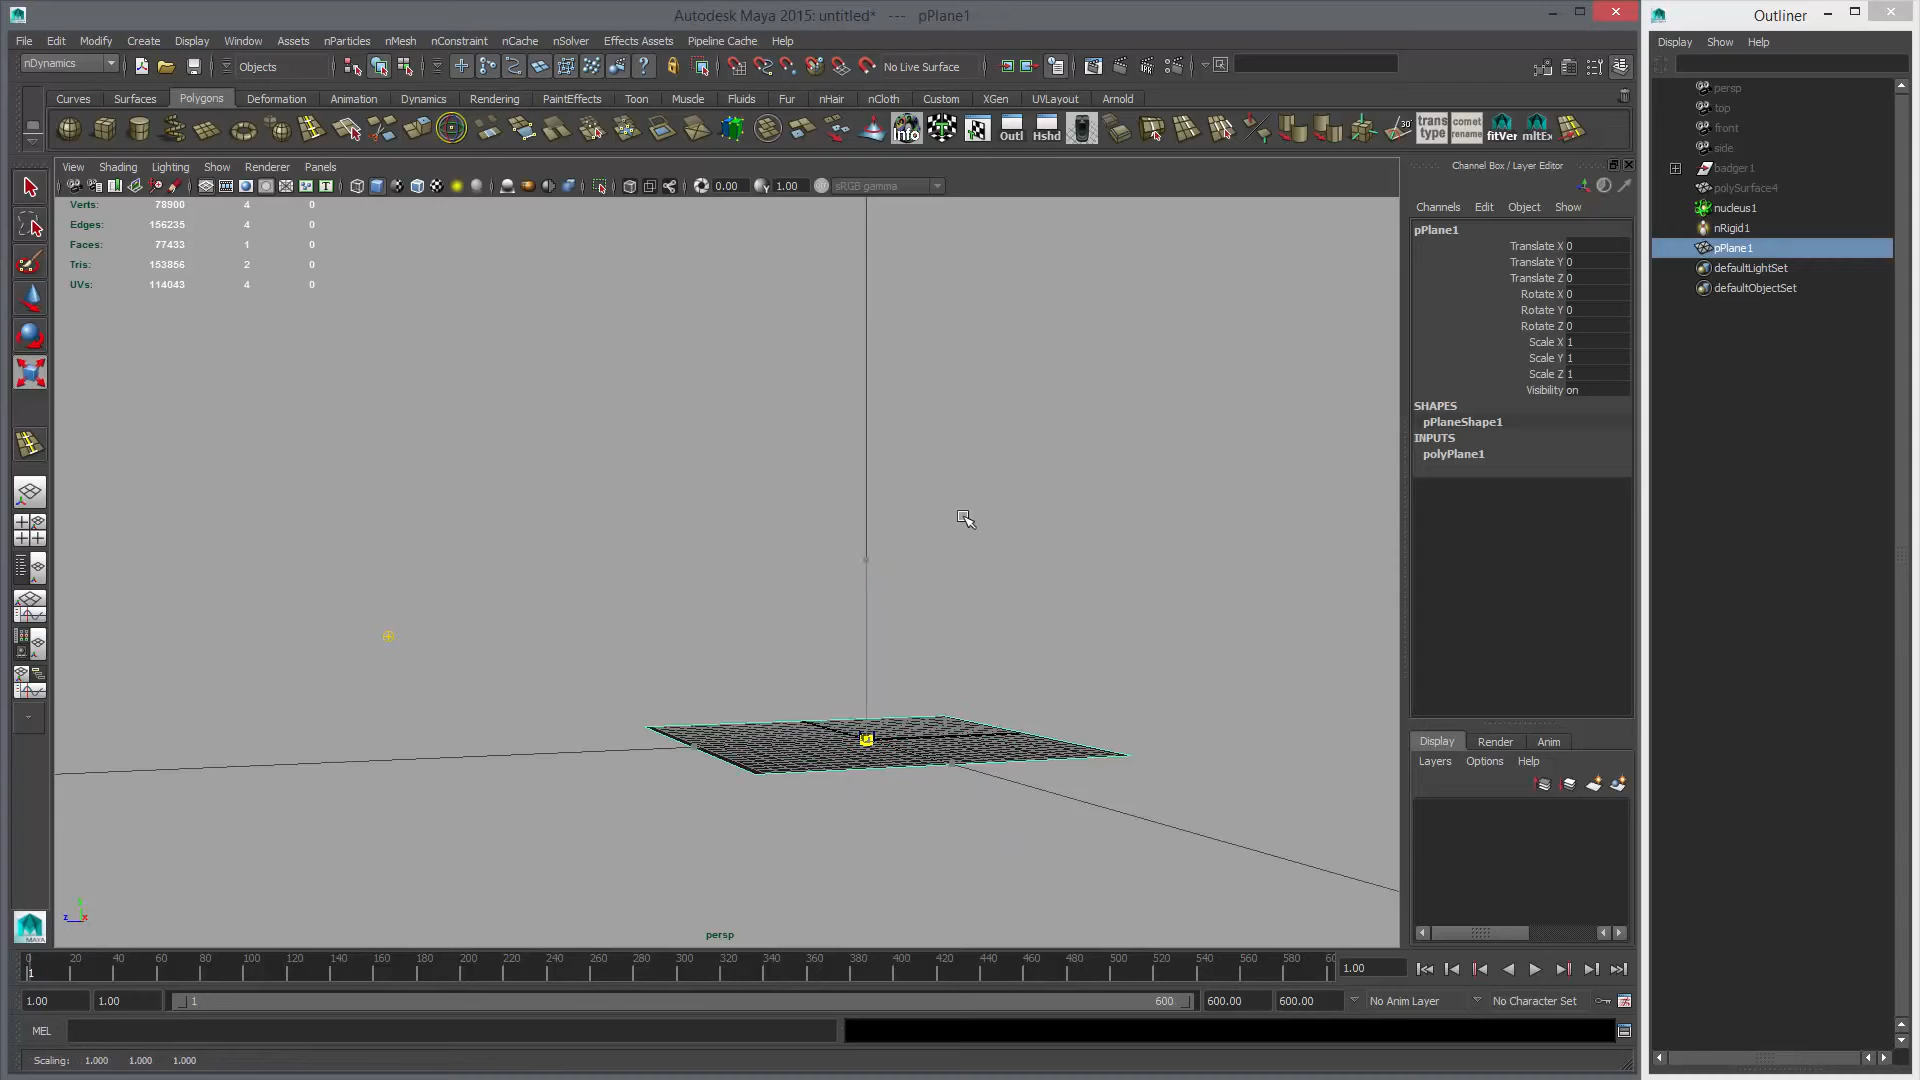 Autodesk Maya 2015: untitled* --- pPlane1
Outliner
File Edit Modify Create Display Window Assets nParticles nMesh nConstraint nCache nSolver Effects Assets Pipeline Cache Help
Display Show Help
nDynamics Objects No Live Surface
Curves Surfaces Polygons Deformation Animation Dynamics Rendering PaintEffects Toon Muscle Fluids Fur nHair nCloth Custom XGen UVLayout Arnold
Info Outl Hshd trans type comet rename fitVer mltEx
View Shading Lighting Show Renderer Panels
0.00 1.00 sRGB gamma
Verts: 78900 4 0
Edges: 156235 4 0
Faces: 77433 1 0
Tris: 153856 2 0
UVs: 114043 4 0
persp
MAYA
Channel Box / Layer Editor
Channels Edit Object Show
pPlane1
Translate X 0
Translate Y 0
Translate Z 0
Rotate X 0
Rotate Y 0
Rotate Z 0
Scale X 1
Scale Y 1
Scale Z 1
Visibility on
SHAPES
pPlaneShape1
INPUTS
polyPlane1
Display Render Anim
Layers Options Help
persp
top
front
side
badger1
polySurface4
nucleus1
nRigid1
pPlane1
defaultLightSet
defaultObjectSet
0 20 40 60 80 100 120 140 160 180 200 220 240 260 280 300 320 340 360 380 400 420 440 460 480 500 520 540 560 580 60
1 1.00
1.00 1.00 1 600 600.00 600.00 No Anim Layer No Character Set
MEL
Scaling: 1.000 1.000 1.000